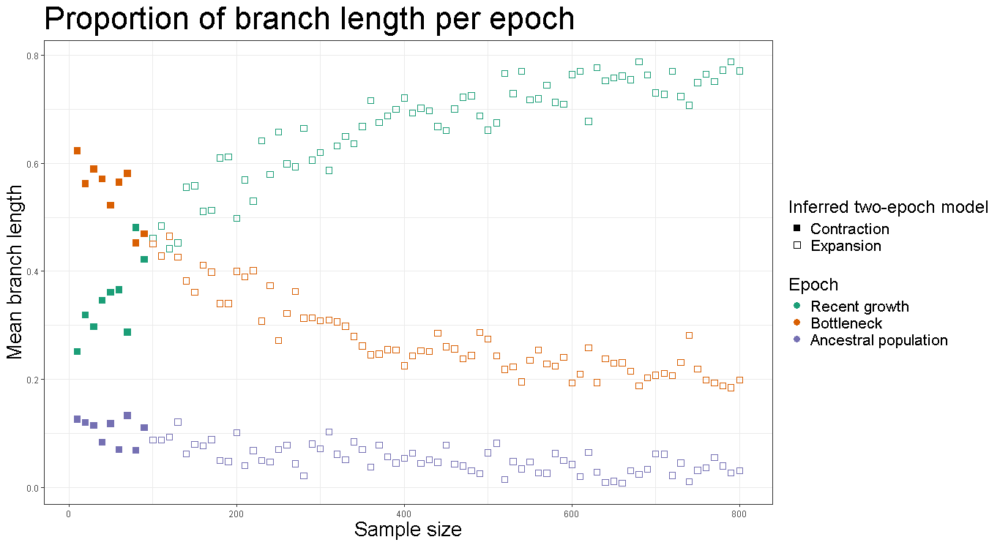 Proportion of branch length per epoch
Mean branch length
0.8
0.6
0.4
0.2
0.0
0
200
400
600
800
Sample size
Inferred two-epoch model
Contraction
Expansion
Epoch
Recent growth
Bottleneck
Ancestral population